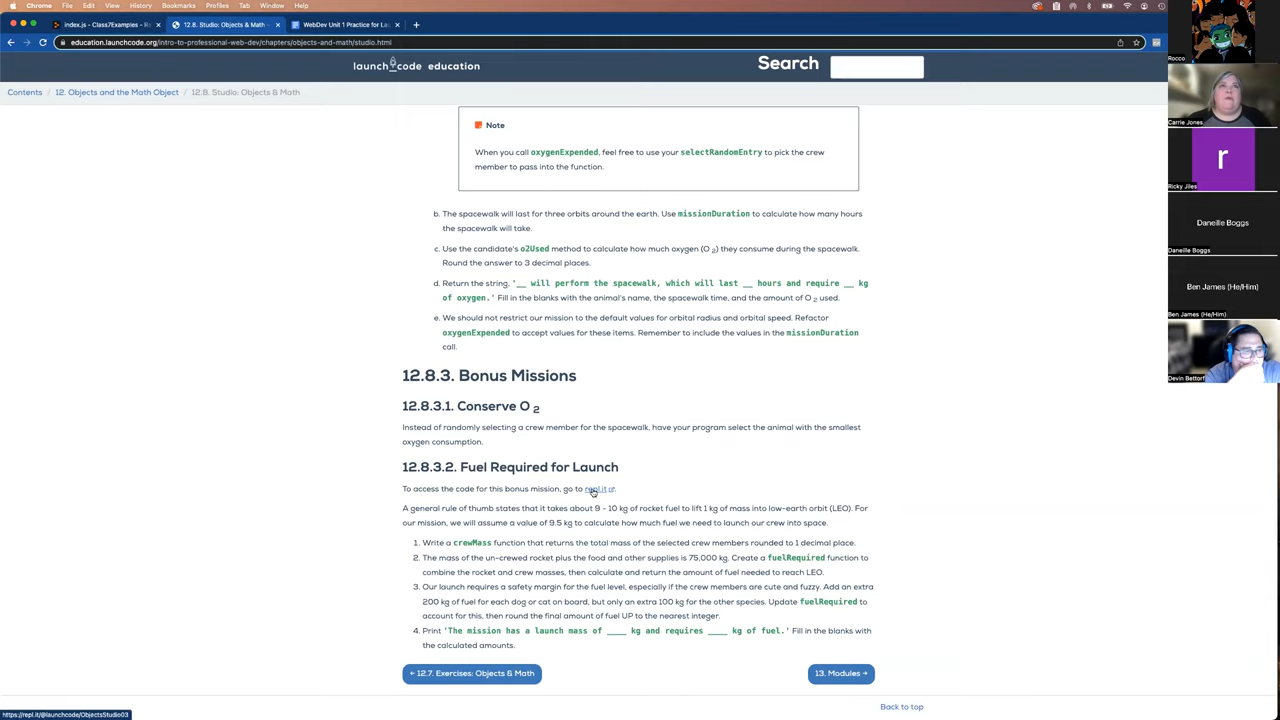 Chrome File Edit View History Bookmarks Profiles Tab Window Help
index.js - Class7Examples - Re
12.8. Studio: Objects & Math
WebDev Unit 1 Practice for La
education.launchcode.org/intro-to-professional-web-dev/chapters/objects-and-math/studio.html
launch code education
Search
Contents / 12. Objects and the Math Object / 12.8. Studio: Objects & Math
Note
When you call oxygenExpended, feel free to use your selectRandomEntry to pick the crew
member to pass into the function.
b. The spacewalk will last for three orbits around the earth. Use missionDuration to calculate how many hours
the spacewalk will take.
c. Use the candidate's o2Used method to calculate how much oxygen (O 2) they consume during the spacewalk.
Round the answer to 3 decimal places.
d. Return the string, '__ will perform the spacewalk, which will last __ hours and require __ kg
of oxygen.' Fill in the blanks with the animal's name, the spacewalk time, and the amount of O 2 used.
e. We should not restrict our mission to the default values for orbital radius and orbital speed. Refactor
oxygenExpended to accept values for these items. Remember to include the values in the missionDuration
call.
12.8.3. Bonus Missions
12.8.3.1. Conserve O 2
Instead of randomly selecting a crew member for the spacewalk, have your program select the animal with the smallest
oxygen consumption.
12.8.3.2. Fuel Required for Launch
To access the code for this bonus mission, go to repl.it.
A general rule of thumb states that it takes about 9 - 10 kg of rocket fuel to lift 1 kg of mass into low-earth orbit (LEO). For
our mission, we will assume a value of 9.5 kg to calculate how much fuel we need to launch our crew into space.
1. Write a crewMass function that returns the total mass of the selected crew members rounded to 1 decimal place.
2. The mass of the un-crewed rocket plus the food and other supplies is 75,000 kg. Create a fuelRequired function to
combine the rocket and crew masses, then calculate and return the amount of fuel needed to reach LEO.
3. Our launch requires a safety margin for the fuel level, especially if the crew members are cute and fuzzy. Add an extra
200 kg of fuel for each dog or cat on board, but only an extra 100 kg for the other species. Update fuelRequired to
account for this, then round the final amount of fuel UP to the nearest integer.
4. Print 'The mission has a launch mass of ____ kg and requires ____ kg of fuel.' Fill in the blanks with
the calculated amounts.
← 12.7. Exercises: Objects & Math
13. Modules →
Back to top
https://repl.it/@launchcode/ObjectsStudio03
Rocco
Carrie Jones
r
Ricky Jiles
Daneille Boggs
Daneille Boggs
Ben James (He/Him)
Ben James (He/Him)
Devin Bettorf